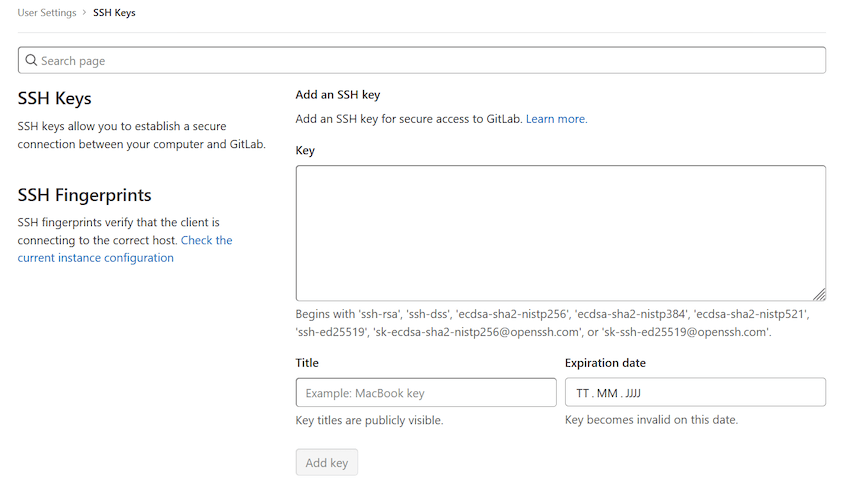 User Settings > SSH Keys
Search page
SSH Keys
SSH keys allow you to establish a secure
connection between your computer and GitLab.
SSH Fingerprints
SSH fingerprints verify that the client is
connecting to the correct host. Check the
current instance configuration
Add an SSH key
Add an SSH key for secure access to GitLab. Learn more.
Key
Begins with 'ssh-rsa', 'ssh-dss', 'ecdsa-sha2-nistp256', 'ecdsa-sha2-nistp384', 'ecdsa-sha2-nistp521',
'ssh-ed25519', 'sk-ecdsa-sha2-nistp256@openssh.com', or 'sk-ssh-ed25519@openssh.com'.
Title
Example: MacBook key
Key titles are publicly visible.
Expiration date
TT . MM . JJJJ
Key becomes invalid on this date.
Add key